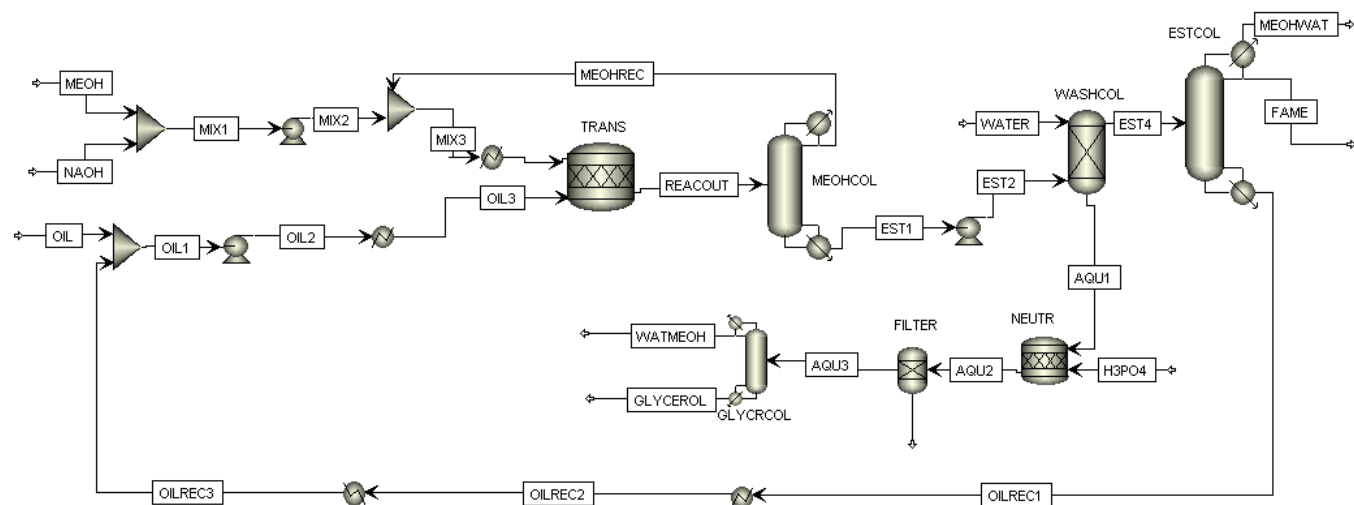 MEOHWAT
ESTCOL
MEOHREC
MEOH
WASHCOL
MIX1
MIX2
MIX3
TRANS
WATER
EST4
FAME
NAOH
REACOUT
MEOHCOL
EST2
OIL3
OIL
OIL1
OIL2
EST1
AQU1
FILTER
NEUTR
WATMEOH
AQU3
AQU2
H3PO4
GLYCEROL
GLYCRCOL
OILREC3
OILREC2
OILREC1